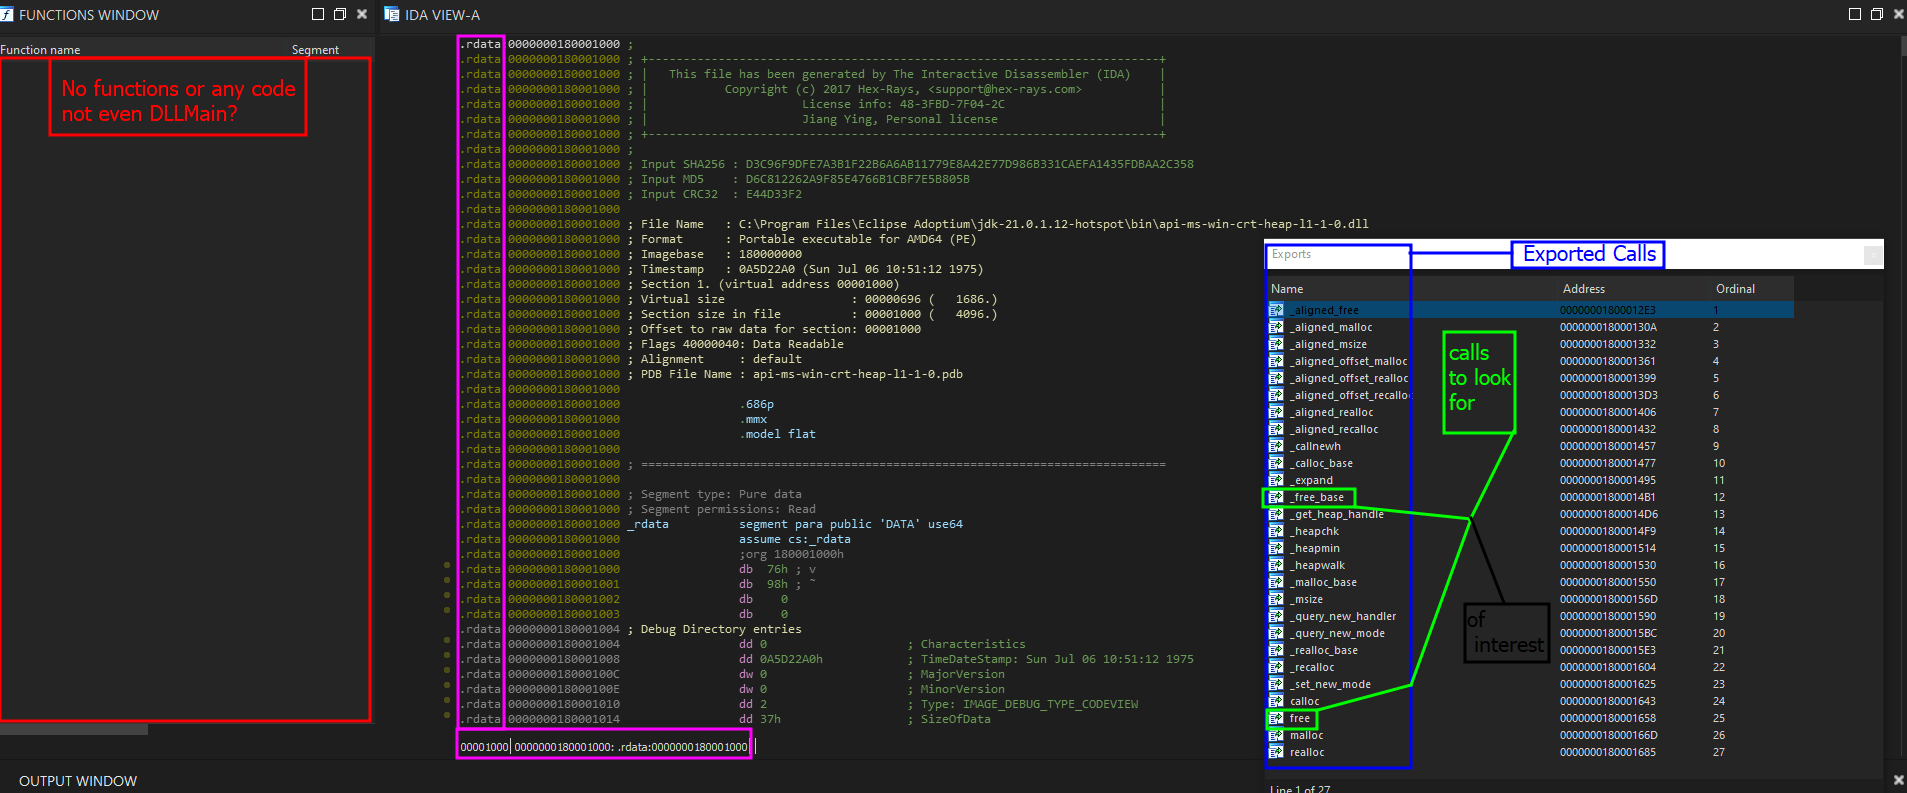 FUNCTIONS WINDOW
Function name Segment
No functions or any code
not even DLLMain?
IDA VIEW-A
.rdata 0000000180001000 ;
.rdata 0000000180001000 ; +--------------------------------------------------------------------------+
.rdata 0000000180001000 ; | This file has been generated by The Interactive Disassembler (IDA) |
.rdata 0000000180001000 ; | Copyright (c) 2017 Hex-Rays, <support@hex-rays.com> |
.rdata 0000000180001000 ; | License info: 48-3FBD-7F04-2C |
.rdata 0000000180001000 ; | Jiang Ying, Personal license |
.rdata 0000000180001000 ; +--------------------------------------------------------------------------+
.rdata 0000000180001000 ;
.rdata 0000000180001000 ; Input SHA256 : D3C96F9DFE7A3B1F22B6A6AB11779E8A42E77D986B331CAEFA1435FDBAA2C358
.rdata 0000000180001000 ; Input MD5 : D6C812262A9F85E4766B1CBF7E5B805B
.rdata 0000000180001000 ; Input CRC32 : E44D33F2
.rdata 0000000180001000
.rdata 0000000180001000 ; File Name : C:\Program Files\Eclipse Adoptium\jdk-21.0.1.12-hotspot\bin\api-ms-win-crt-heap-l1-1-0.dll
.rdata 0000000180001000 ; Format : Portable executable for AMD64 (PE)
.rdata 0000000180001000 ; Imagebase : 180000000
.rdata 0000000180001000 ; Timestamp : 0A5D22A0 (Sun Jul 06 10:51:12 1975)
.rdata 0000000180001000 ; Section 1. (virtual address 00001000)
.rdata 0000000180001000 ; Virtual size : 00000696 ( 1686.)
.rdata 0000000180001000 ; Section size in file : 00001000 ( 4096.)
.rdata 0000000180001000 ; Offset to raw data for section: 00001000
.rdata 0000000180001000 ; Flags 40000040: Data Readable
.rdata 0000000180001000 ; Alignment : default
.rdata 0000000180001000 ; PDB File Name : api-ms-win-crt-heap-l1-1-0.pdb
.rdata 0000000180001000
.rdata 0000000180001000 .686p
.rdata 0000000180001000 .mmx
.rdata 0000000180001000 .model flat
.rdata 0000000180001000
.rdata 0000000180001000 ; ===========================================================================
.rdata 0000000180001000
.rdata 0000000180001000 ; Segment type: Pure data
.rdata 0000000180001000 ; Segment permissions: Read
.rdata 0000000180001000 _rdata segment para public 'DATA' use64
.rdata 0000000180001000 assume cs:_rdata
.rdata 0000000180001000 ;org 180001000h
.rdata 0000000180001000 db 76h ; v
.rdata 0000000180001001 db 98h ; ˜
.rdata 0000000180001002 db 0
.rdata 0000000180001003 db 0
.rdata 0000000180001004 ; Debug Directory entries
.rdata 0000000180001004 dd 0 ; Characteristics
.rdata 0000000180001008 dd 0A5D22A0h ; TimeDateStamp: Sun Jul 06 10:51:12 1975
.rdata 000000018000100C dw 0 ; MajorVersion
.rdata 000000018000100E dw 0 ; MinorVersion
.rdata 0000000180001010 dd 2 ; Type: IMAGE_DEBUG_TYPE_CODEVIEW
.rdata 0000000180001014 dd 37h ; SizeOfData
00001000 0000000180001000: .rdata:0000000180001000
Exports
Exported Calls
Name Address Ordinal
_aligned_free 00000001800012E3 1
_aligned_malloc 000000018000130A 2
_aligned_msize 0000000180001332 3
_aligned_offset_malloc 0000000180001361 4
_aligned_offset_realloc 0000000180001399 5
_aligned_offset_recalloc 00000001800013D3 6
_aligned_realloc 0000000180001406 7
_aligned_recalloc 0000000180001432 8
_callnewh 0000000180001457 9
_calloc_base 0000000180001477 10
_expand 0000000180001495 11
_free_base 00000001800014B1 12
_get_heap_handle 00000001800014D6 13
_heapchk 00000001800014F9 14
_heapmin 0000000180001514 15
_heapwalk 0000000180001530 16
_malloc_base 0000000180001550 17
_msize 000000018000156D 18
_query_new_handler 0000000180001590 19
_query_new_mode 00000001800015BC 20
_realloc_base 00000001800015E3 21
_recalloc 0000000180001604 22
_set_new_mode 0000000180001625 23
calloc 0000000180001643 24
free 0000000180001658 25
malloc 000000018000166D 26
realloc 0000000180001685 27
calls
to look
for
of
interest
Line 1 of 27
OUTPUT WINDOW